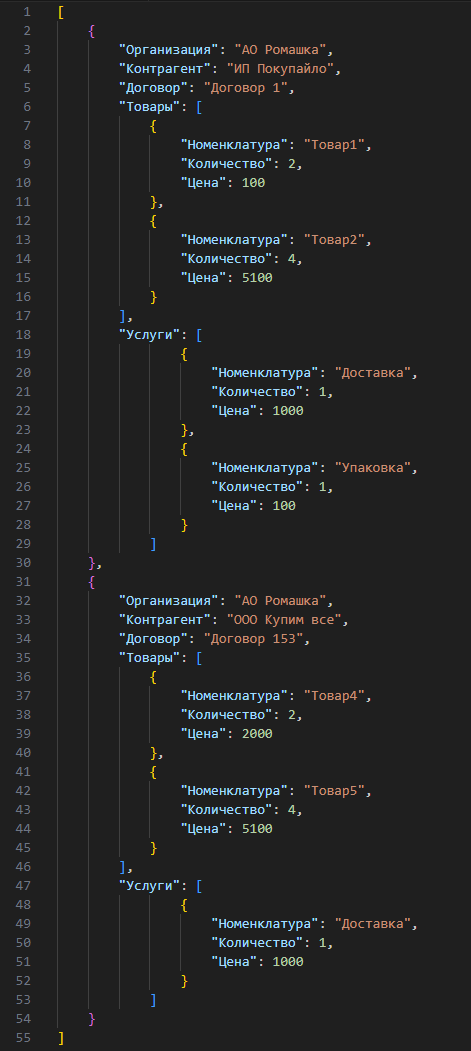 1 [
2 {
3 "Организация": "АО Ромашка",
4 "Контрагент": "ИП Покупайло",
5 "Договор": "Договор 1",
6 "Товары": [
7 {
8 "Номенклатура": "Товар1",
9 "Количество": 2,
10 "Цена": 100
11 },
12 {
13 "Номенклатура": "Товар2",
14 "Количество": 4,
15 "Цена": 5100
16 }
17 ],
18 "Услуги": [
19 {
20 "Номенклатура": "Доставка",
21 "Количество": 1,
22 "Цена": 1000
23 },
24 {
25 "Номенклатура": "Упаковка",
26 "Количество": 1,
27 "Цена": 100
28 }
29 ]
30 },
31 {
32 "Организация": "АО Ромашка",
33 "Контрагент": "ООО Купим все",
34 "Договор": "Договор 153",
35 "Товары": [
36 {
37 "Номенклатура": "Товар4",
38 "Количество": 2,
39 "Цена": 2000
40 },
41 {
42 "Номенклатура": "Товар5",
43 "Количество": 4,
44 "Цена": 5100
45 }
46 ],
47 "Услуги": [
48 {
49 "Номенклатура": "Доставка",
50 "Количество": 1,
51 "Цена": 1000
52 }
53 ]
54 }
55 ]